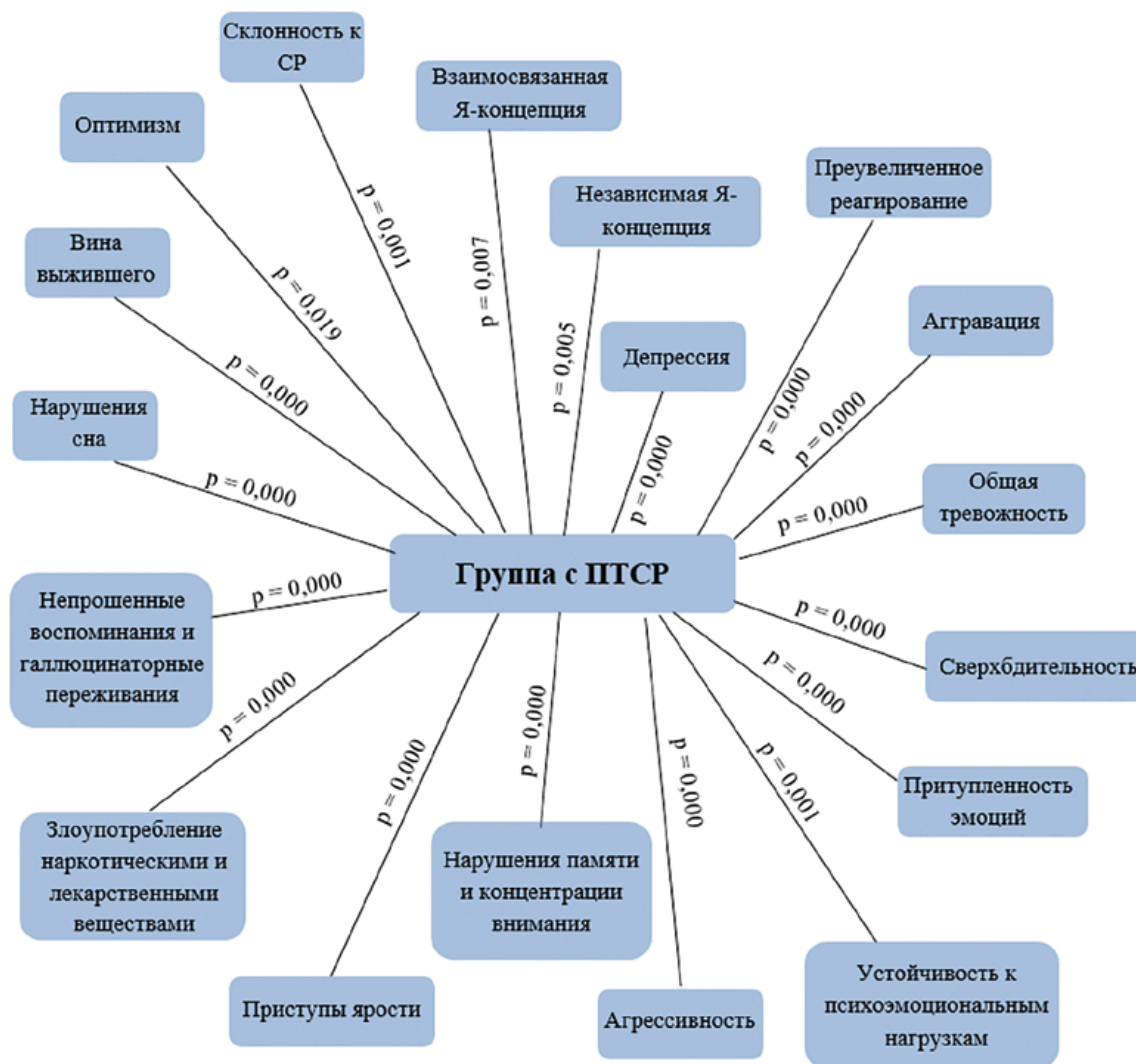 Склонность к
СР
Взаимосвязанная
Я-концепция
Оптимизм
Преувеличенное
реагирование
Независимая Я-
концепция
Вина
выжившего
Аггравация
Депрессия
Нарушения
сна
Общая
тревожность
p = 0,001
p = 0,007
p = 0,019
p = 0,005
p = 0,000
p = 0,000
p = 0,000
p = 0,000
p = 0,000
p = 0,000
Группа с ПТСР
p = 0,000
p = 0,000
p = 0,000
p = 0,000
p = 0,000
p = 0,000
p = 0,000
p = 0,001
Непрошенные
воспоминания и
галлюцинаторные
переживания
Сверхбдительность
Притупленность
эмоций
Злоупотребление
наркотическими и
лекарственными
веществами
Нарушения памяти
и концентрации
внимания
Устойчивость к
психоэмоциональным
нагрузкам
Приступы ярости
Агрессивность